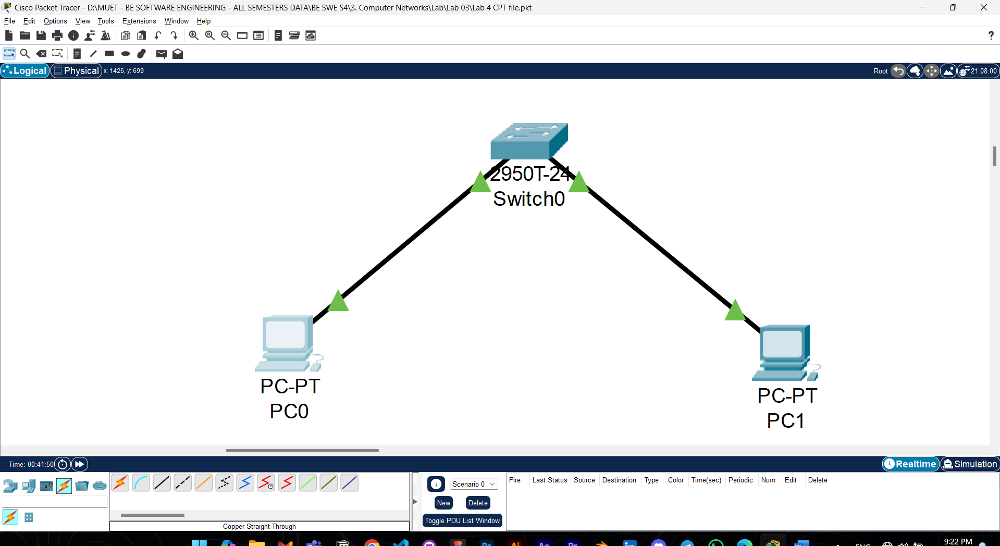 Cisco Packet Tracer - D:\MUET - BE SOFTWARE ENGINEERING - ALL SEMESTERS DATA\BE SWE S4\3. Computer Networks\Lab\Lab 03\Lab 4 CPT file.pkt
File Edit Options View Tools Extensions Window Help
?
Logical Physical x: 1426, y: 699 Root 21:08:00
2950T-24
Switch0
PC-PT
PC0
PC-PT
PC1
Time: 00:41:50 Realtime Simulation
Scenario 0
New Delete
Toggle PDU List Window
Fire Last Status Source Destination Type Color Time(sec) Periodic Num Edit Delete
Copper Straight-Through
9:22 PM